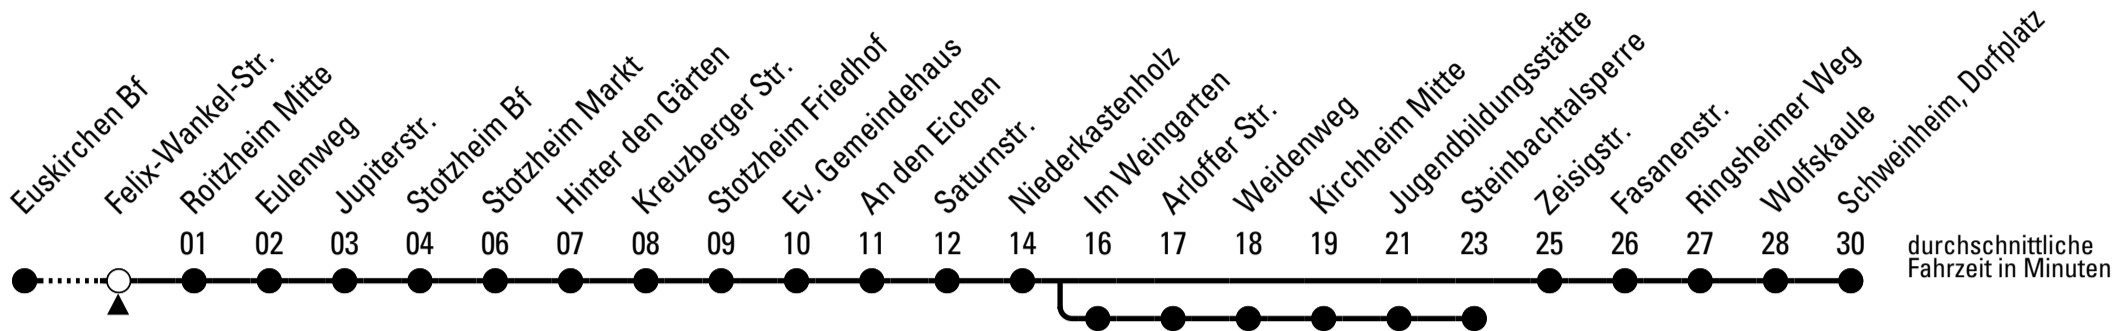 Euskirchen Bf
Felix-Wankel-Str.
Roitzheim Mitte
Eulenweg
Jupiterstr.
Stotzheim Bf
Stotzheim Markt
Hinter den Gärten
Kreuzberger Str.
Stotzheim Friedhof
Ev. Gemeindehaus
An den Eichen
Saturnstr.
Niederkastenholz
Im Weingarten
Arloffer Str.
Weidenweg
Kirchheim Mitte
Jugendbildungsstätte
Steinbachtalsperre
Zeisigstr.
Fasanenstr.
Ringsheimer Weg
Wolfskaule
Schweinheim, Dorfplatz
01 02 03 04 06 07 08 09 10 11 12 14 16 17 18 19 21 23 25 26 27 28 30
durchschnittliche
Fahrzeit in Minuten